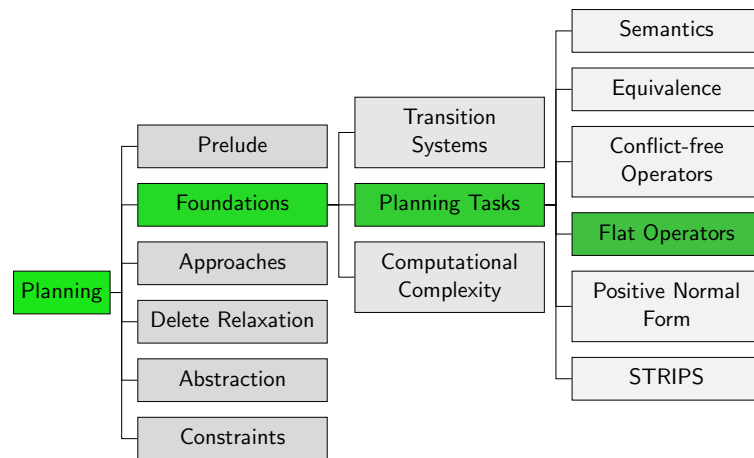 Planning
Prelude
Foundations
Approaches
Delete Relaxation
Abstraction
Constraints
Transition
Systems
Planning Tasks
Computational
Complexity
Semantics
Equivalence
Conflict-free
Operators
Flat Operators
Positive Normal
Form
STRIPS